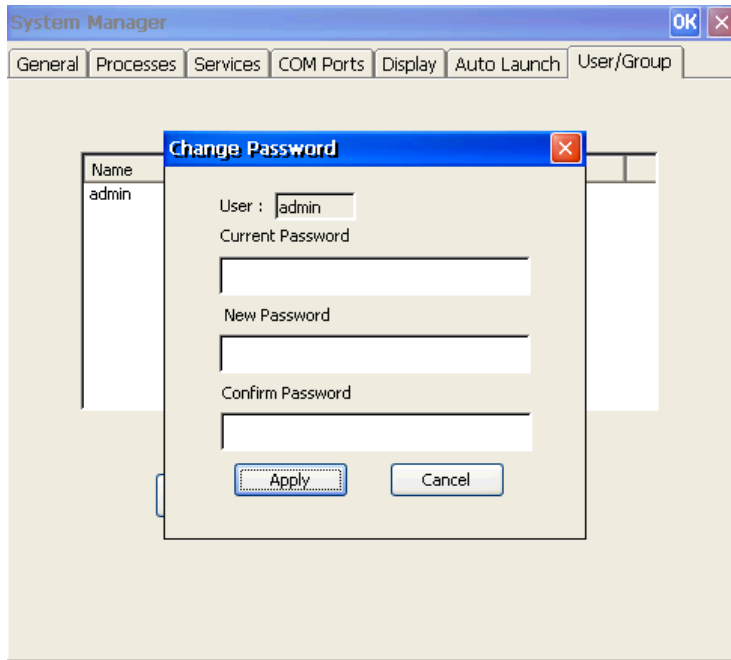 System Manager OK
General Processes Services COM Ports Display Auto Launch User/Group
Change Password
Name
admin
User : admin
Current Password
New Password
Confirm Password
Apply Cancel